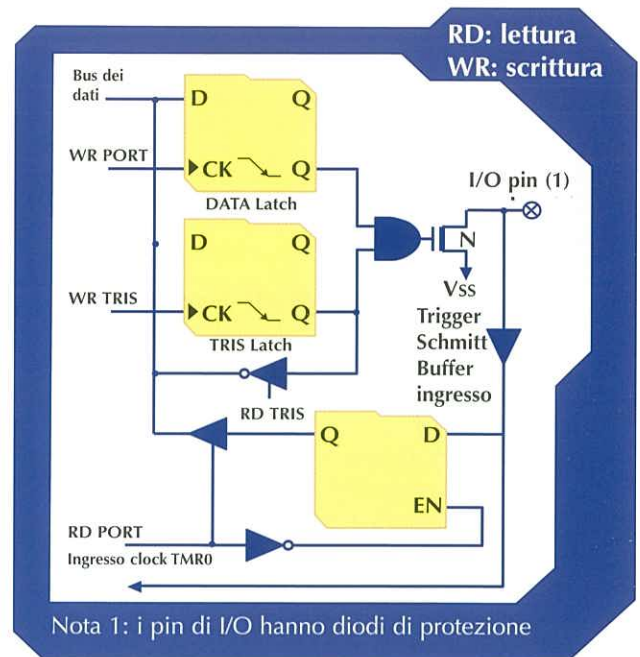 RD: lettura
WR: scrittura
Bus dei
dati
D
Q
WR PORT
CK
Q
DATA Latch
I/O pin (1)
N
D
Q
VSS
WR TRIS
CK
Q
TRIS Latch
Trigger
Schmitt
Buffer
ingresso
RD TRIS
Q
D
EN
RD PORT
Ingresso clock TMR0
Nota 1: i pin di I/O hanno diodi di protezione